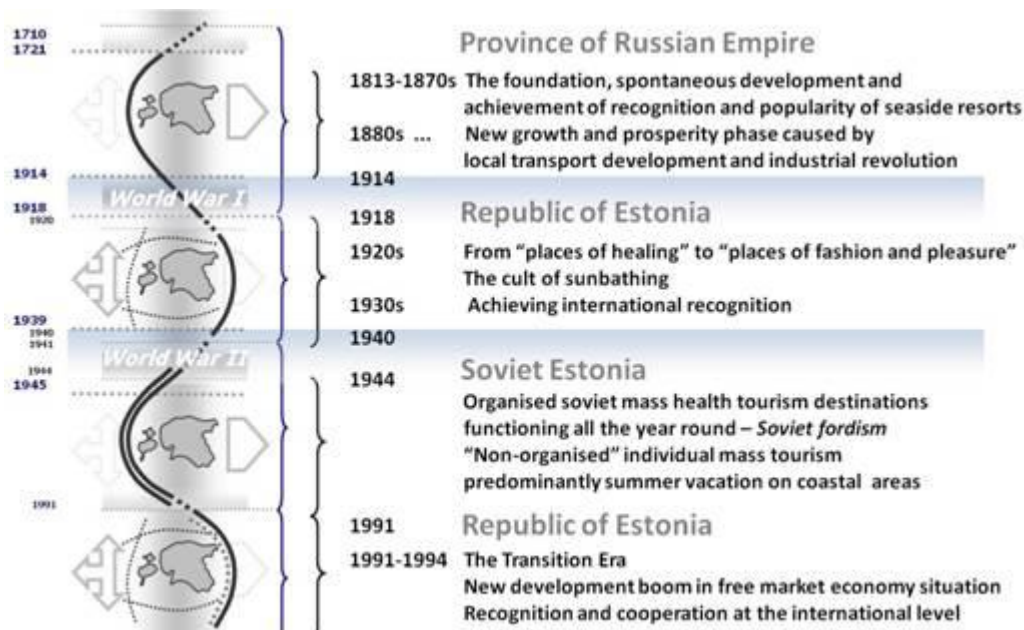 1710
1721
Province of Russian Empire
1813-1870s The foundation, spontaneous development and
achievement of recognition and popularity of seaside resorts
1880s ... New growth and prosperity phase caused by
local transport development and industrial revolution
1914
1914
World War I
1918
1920
1918
Republic of Estonia
1920s From “places of healing” to “places of fashion and pleasure”
The cult of sunbathing
1930s Achieving international recognition
1939
1940
1941
1940
World War II
1944
1945
1944
Soviet Estonia
Organised soviet mass health tourism destinations
functioning all the year round – Soviet fordism
“Non-organised” individual mass tourism
predominantly summer vacation on coastal areas
1991
1991
Republic of Estonia
1991-1994 The Transition Era
New development boom in free market economy situation
Recognition and cooperation at the international level